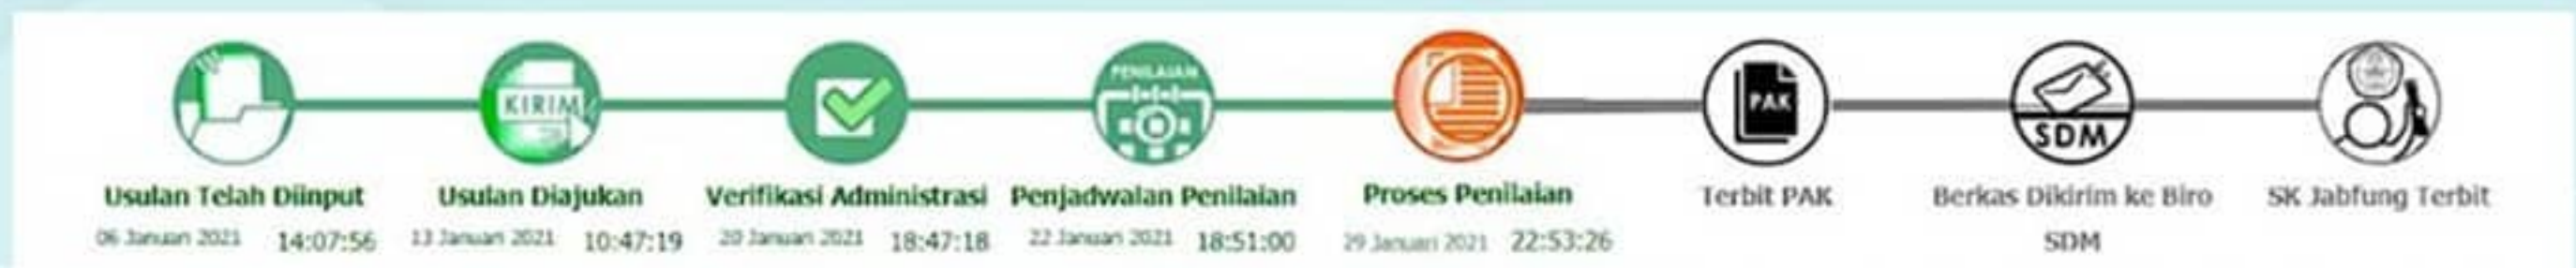 KIRIM
PENILAIAN
PAK
SDM
Usulan Telah Diinput
06 Januari 2021 14:07:56
Usulan Diajukan
13 Januari 2021 10:47:19
Verifikasi Administrasi
20 Januari 2021 18:47:18
Penjadwalan Penilaian
22 Januari 2021 18:51:00
Proses Penilaian
29 Januari 2021 22:53:26
Terbit PAK
Berkas Dikirim ke Biro
SDM
SK Jabfung Terbit